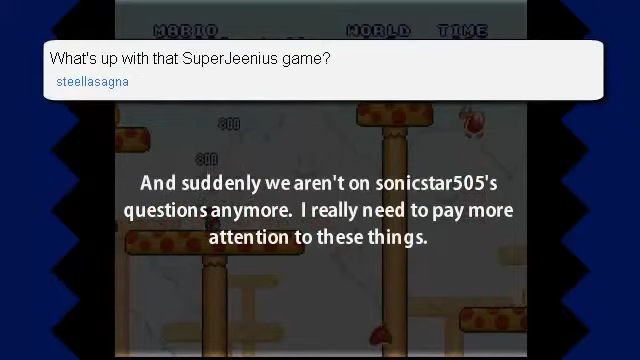 MARIO WORLD TIME
What's up with that SuperJeenius game?
steellasagna
800
800
And suddenly we aren't on sonicstar505's
questions anymore. I really need to pay more
attention to these things.